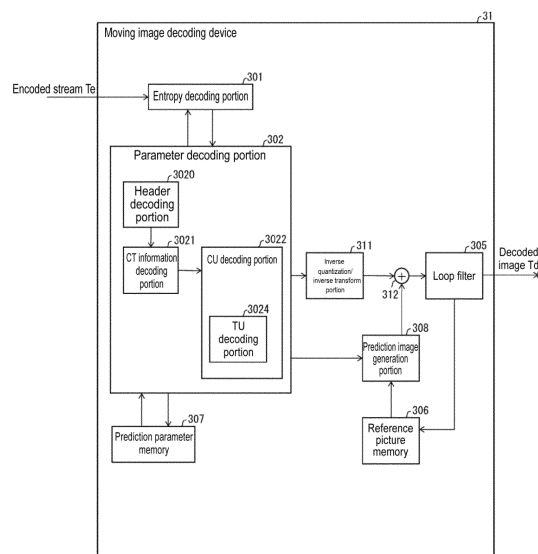 31
Moving image decoding device
Encoded stream Te
301
Entropy decoding portion
302
Parameter decoding portion
3020
Header
decoding
portion
3021
CT information
decoding
portion
3022
CU decoding portion
3024
TU
decoding
portion
311
Inverse
quantization/
inverse transform
portion
312
305
Loop filter
Decoded
image Td
308
Prediction image
generation
portion
306
Reference
picture
memory
307
Prediction parameter
memory